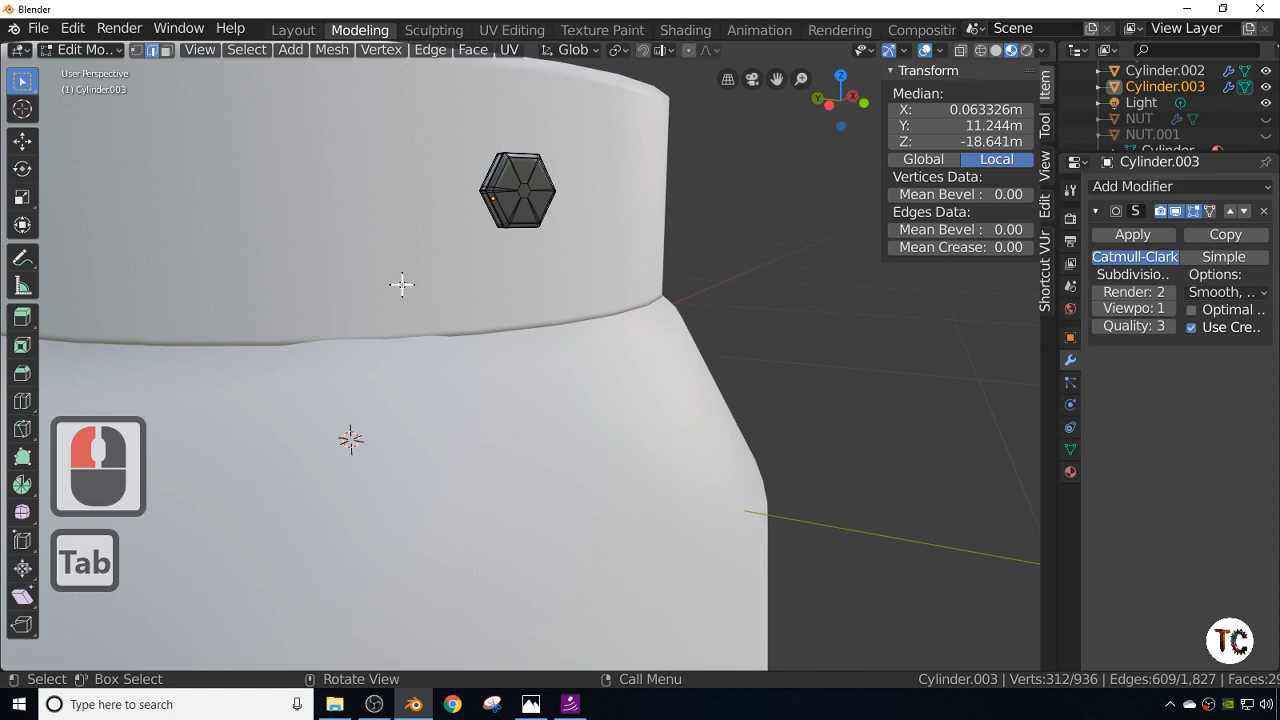 Blender
File Edit Render Window Help Layout Modeling Sculpting UV Editing Texture Paint Shading Animation Rendering Compositir Scene View Layer
Edit Mo... View Select Add Mesh Vertex Edge Face UV Glob
User Perspective
(1) Cylinder.003
Z
Y
X
Transform
Median:
X: 0.063326m
Y: 11.244m
Z: -18.641m
Global Local
Vertices Data:
Mean Bevel : 0.00
Edges Data:
Mean Bevel : 0.00
Mean Crease: 0.00
Item
Tool
View
Edit
Shortcut VUr
Cylinder.002
Cylinder.003
Light
NUT
NUT.001
Cylinder
Cylinder.003
Add Modifier
S
Apply Copy
Catmull-Clark Simple
Subdivisio.. Options:
Render: 2 Smooth, ..
Viewpo: 1 Optimal ..
Quality: 3 Use Cre..
Tab
TC
Select Box Select Rotate View Call Menu Cylinder.003 | Verts:312/936 | Edges:609/1,827 | Faces:29
Type here to search